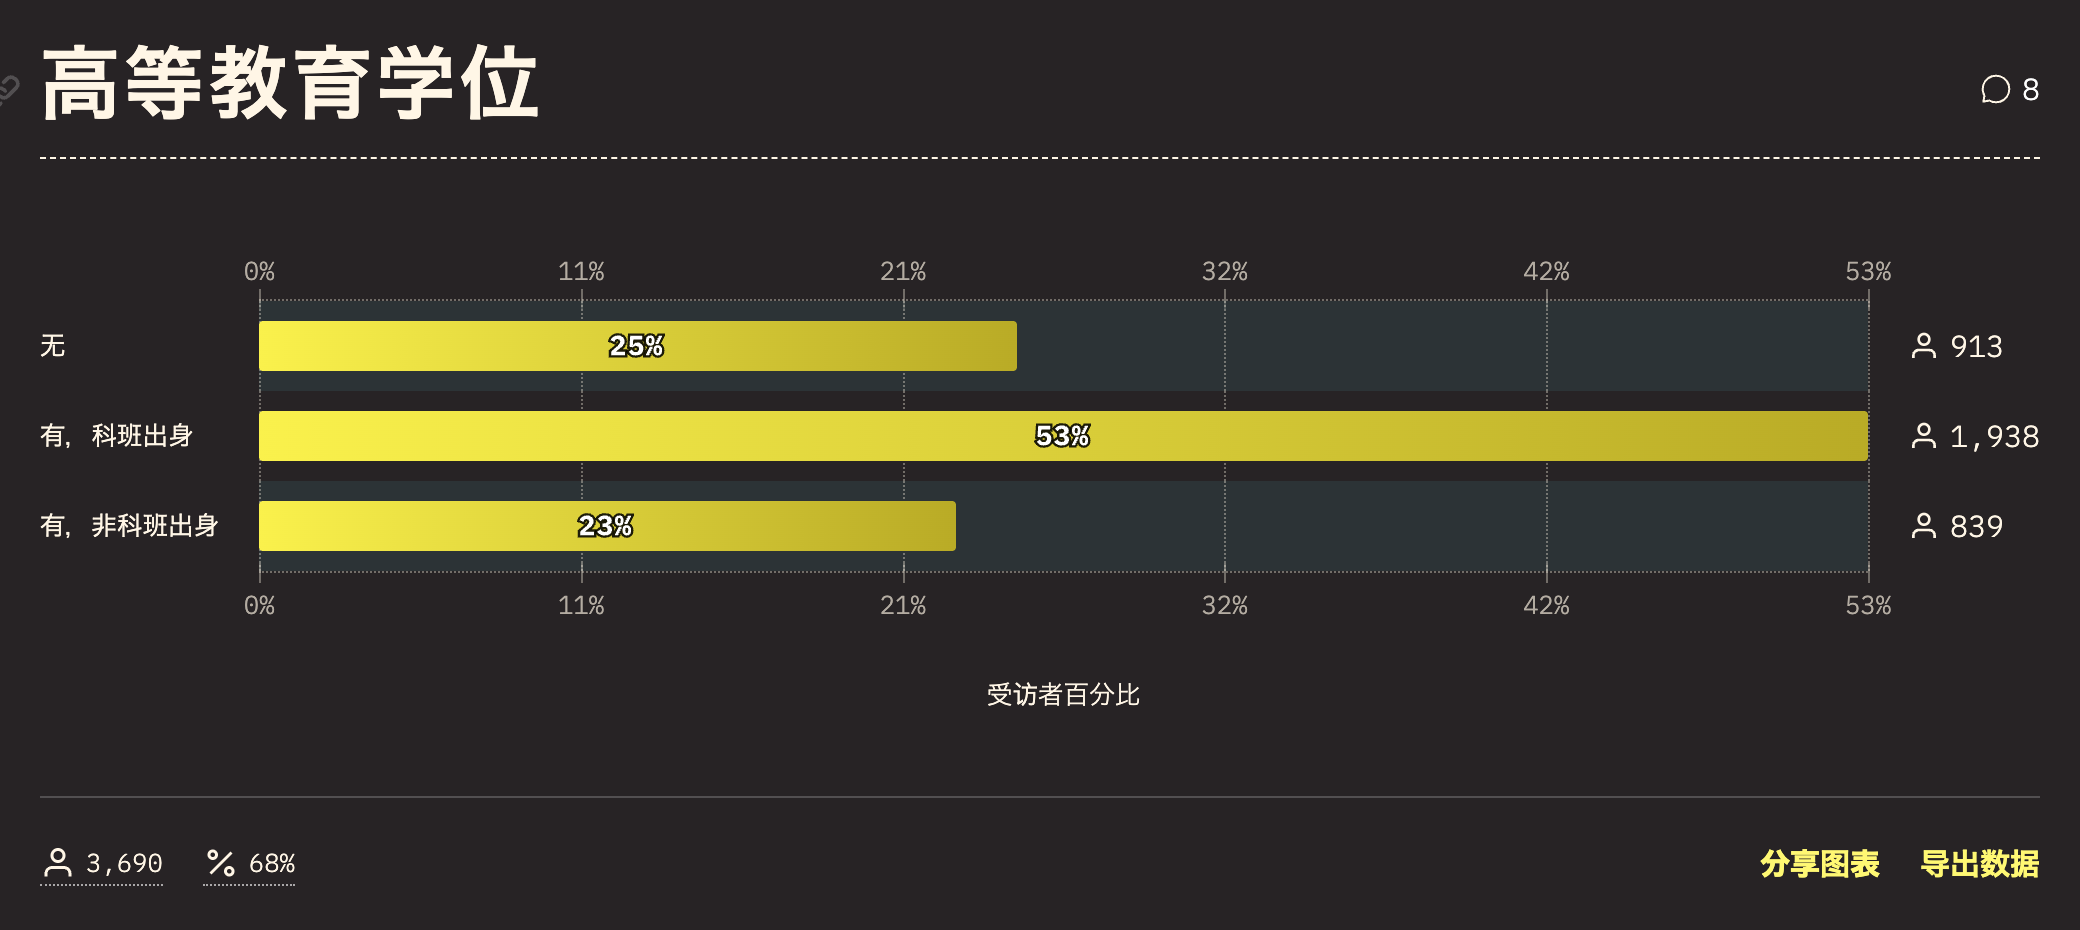 高等教育学位
8
0% 11% 21% 32% 42% 53%
无 25% 913
有，科班出身 53% 1,938
有，非科班出身 23% 839
0% 11% 21% 32% 42% 53%
受访者百分比
3,690 68% 分享图表 导出数据